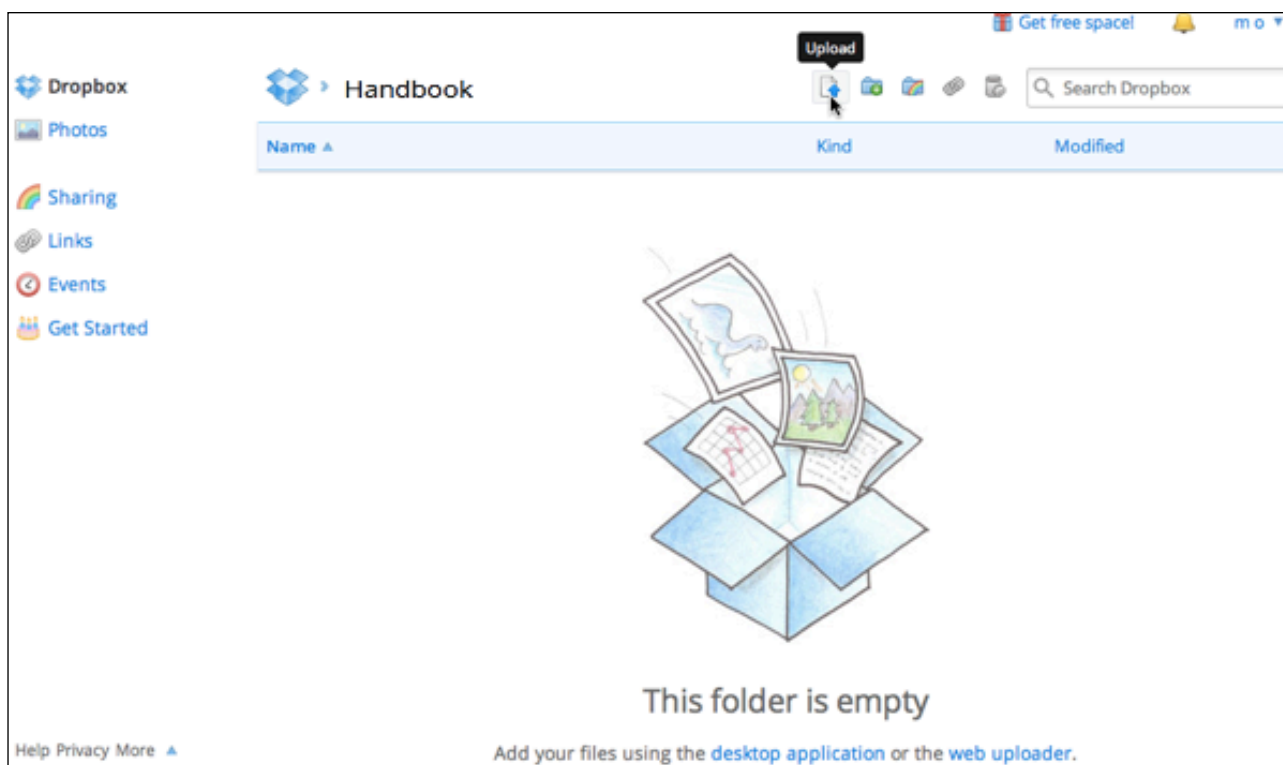 Get free space!
m o
Upload
Dropbox
Handbook
Search Dropbox
Photos
Name
Kind
Modified
Sharing
Links
Events
Get Started
This folder is empty
Help Privacy More
Add your files using the desktop application or the web uploader.